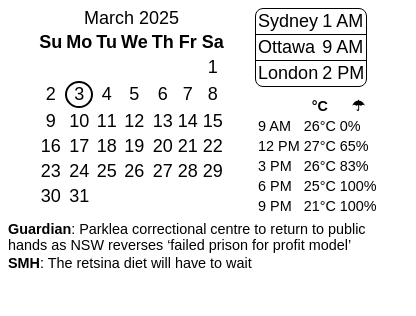 March 2025
Su Mo Tu We Th Fr Sa
1
2 3 4 5 6 7 8
9 10 11 12 13 14 15
16 17 18 19 20 21 22
23 24 25 26 27 28 29
30 31
Sydney 1 AM
Ottawa 9 AM
London 2 PM
°C ☂
9 AM 26°C 0%
12 PM 27°C 65%
3 PM 26°C 83%
6 PM 25°C 100%
9 PM 21°C 100%
Guardian: Parklea correctional centre to return to public
hands as NSW reverses ‘failed prison for profit model’
SMH: The retsina diet will have to wait